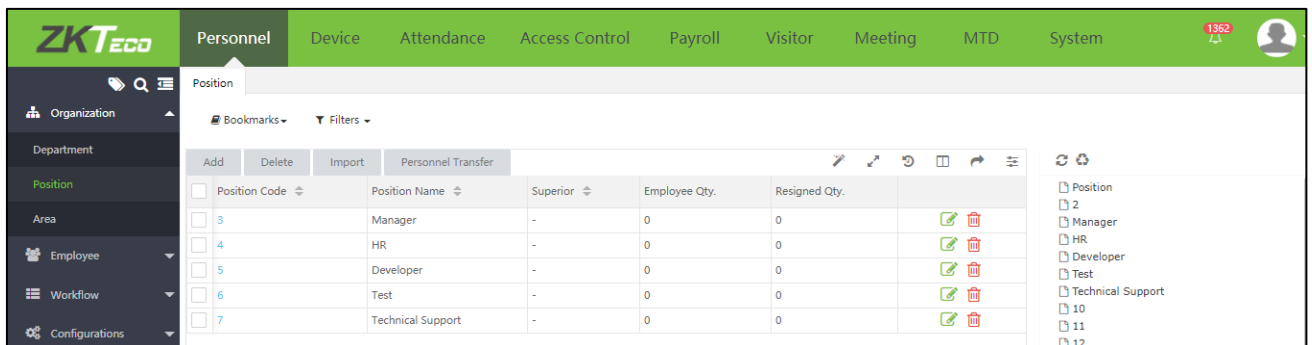 ZKTeco Personnel Device Attendance Access Control Payroll Visitor Meeting MTD System 1362
Position
Organization
Bookmarks Filters
Department
Add Delete Import Personnel Transfer
Position
Position Code Position Name Superior Employee Qty. Resigned Qty.
Area
3 Manager - 0 0
4 HR - 0 0
Employee
5 Developer - 0 0
Workflow
6 Test - 0 0
7 Technical Support - 0 0
Configurations
Position
2
Manager
HR
Developer
Test
Technical Support
10
11
12